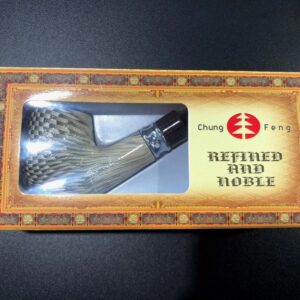 Chung Feng
REFINED
AND
NOBLE